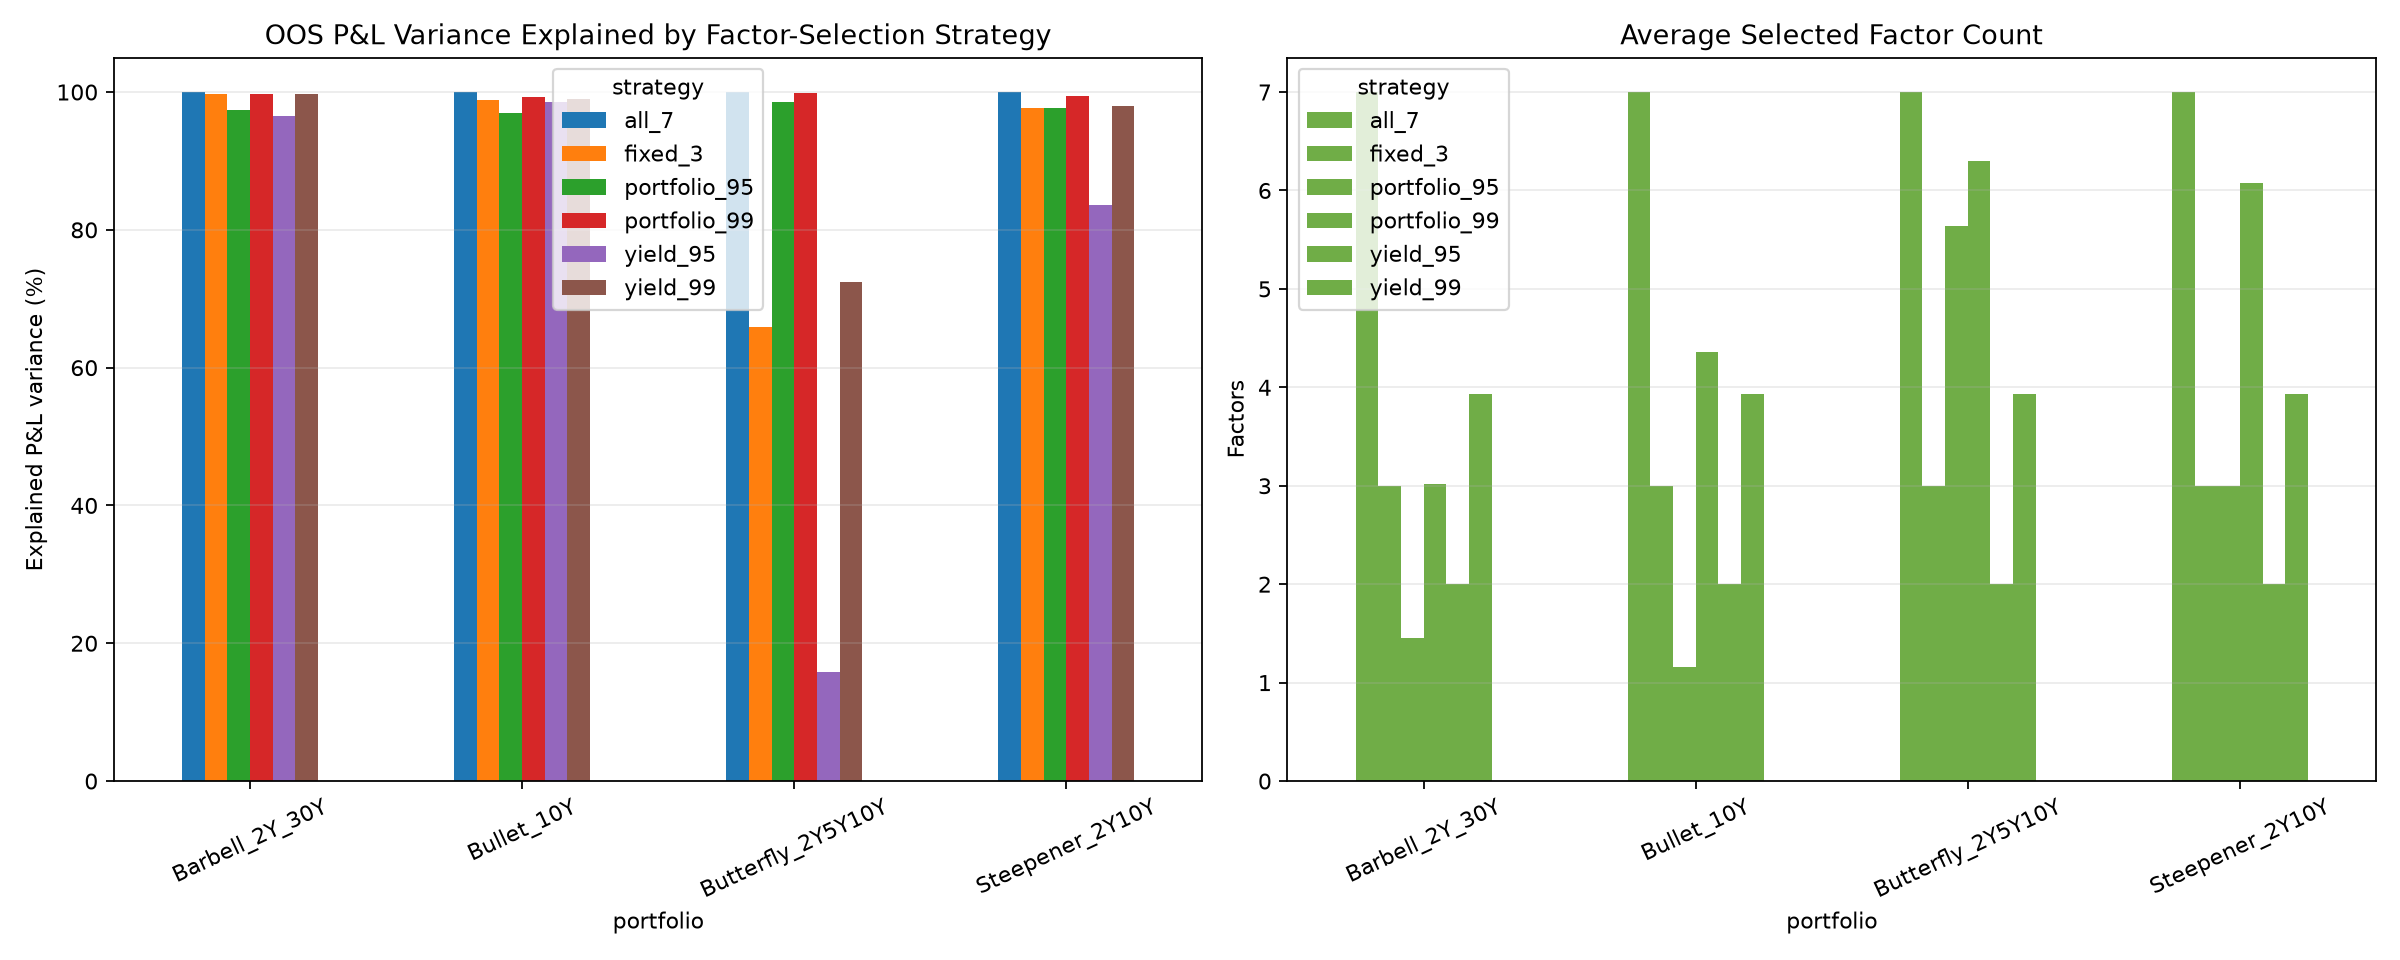 OOS P&L Variance Explained by Factor-Selection Strategy
Explained P&L variance (%)
100
80
60
40
20
0
strategy
all_7
fixed_3
portfolio_95
portfolio_99
yield_95
yield_99
Barbell_2Y_30Y
Bullet_10Y
Butterfly_2Y5Y10Y
Steepener_2Y10Y
portfolio
Average Selected Factor Count
Factors
7
6
5
4
3
2
1
0
strategy
all_7
fixed_3
portfolio_95
portfolio_99
yield_95
yield_99
Barbell_2Y_30Y
Bullet_10Y
Butterfly_2Y5Y10Y
Steepener_2Y10Y
portfolio